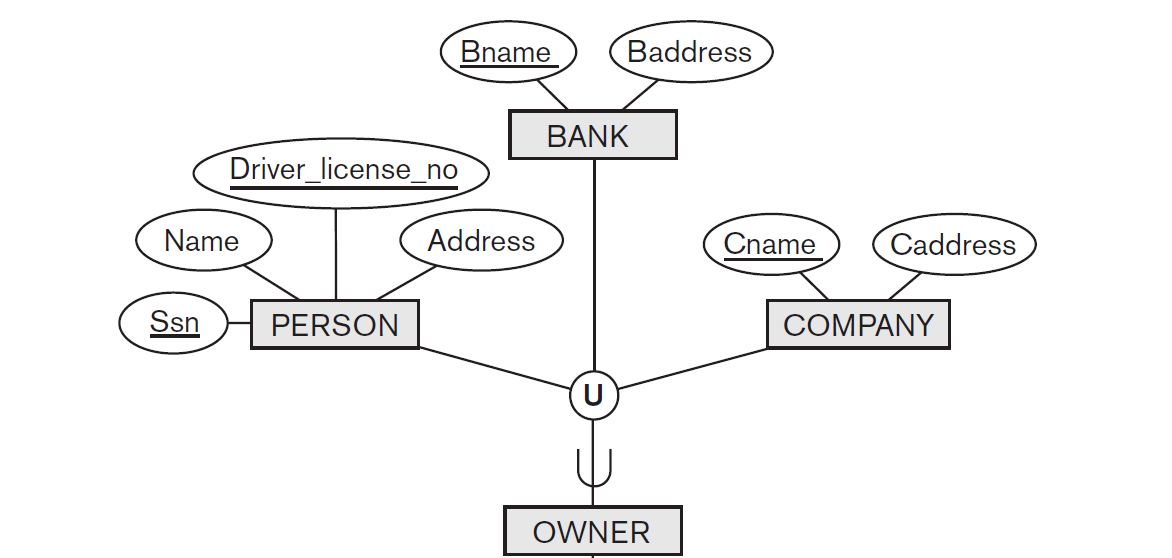 Bname
Baddress
BANK
Driver_license_no
Name
Address
Cname
Caddress
Ssn
PERSON
COMPANY
U
OWNER